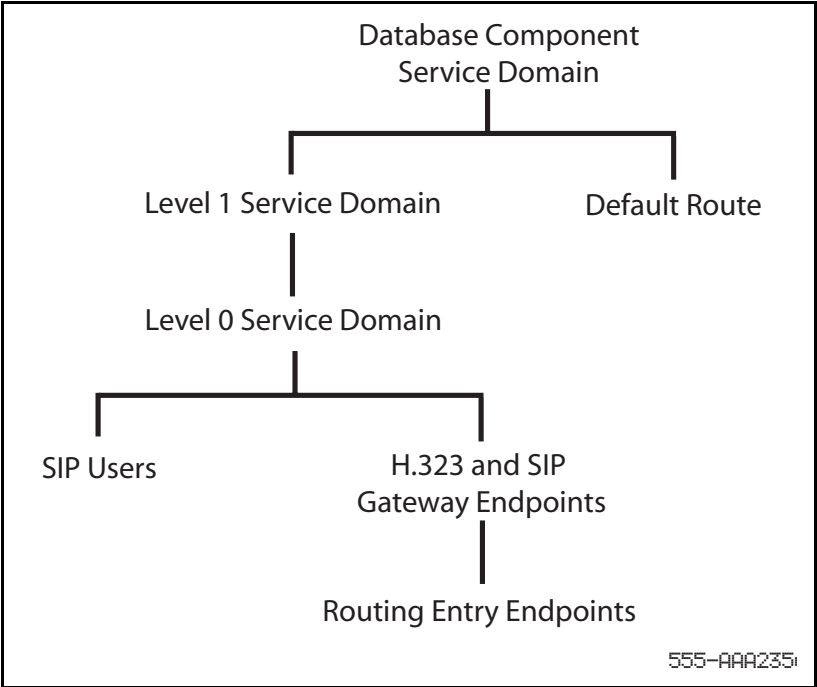 Database Component
Service Domain
Level 1 Service Domain
Default Route
Level 0 Service Domain
SIP Users
H.323 and SIP
Gateway Endpoints
Routing Entry Endpoints
555-AAA235